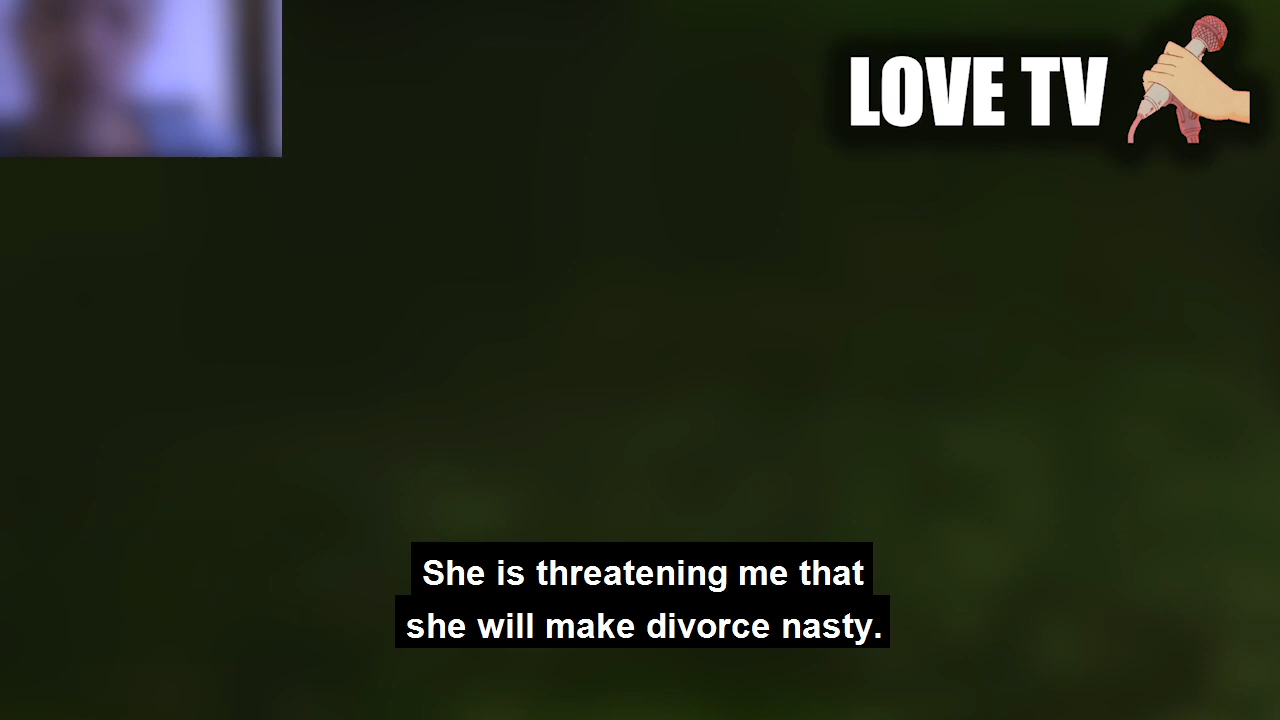 LOVE TV
She is threatening me that
she will make divorce nasty.